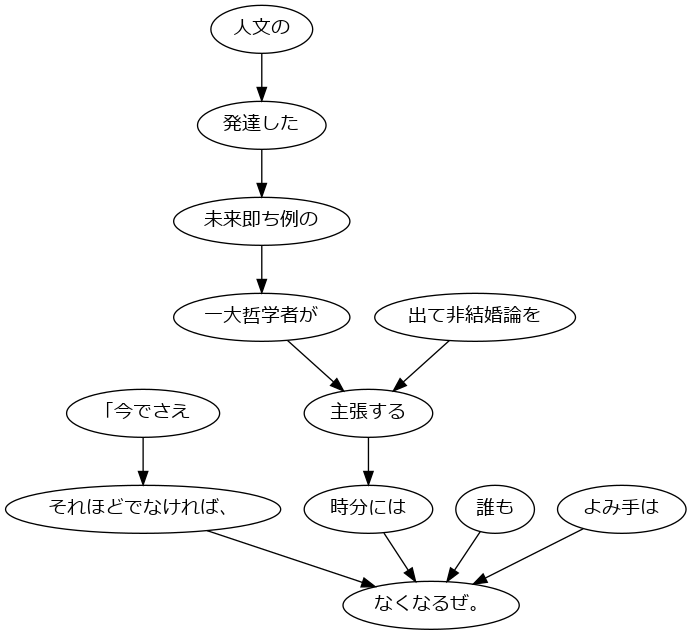 人文の
発達した
未来即ち例の
一大哲学者が
出て非結婚論を
「今でさえ
主張する
それほどでなければ、
時分には
誰も
よみ手は
なくなるぜ。